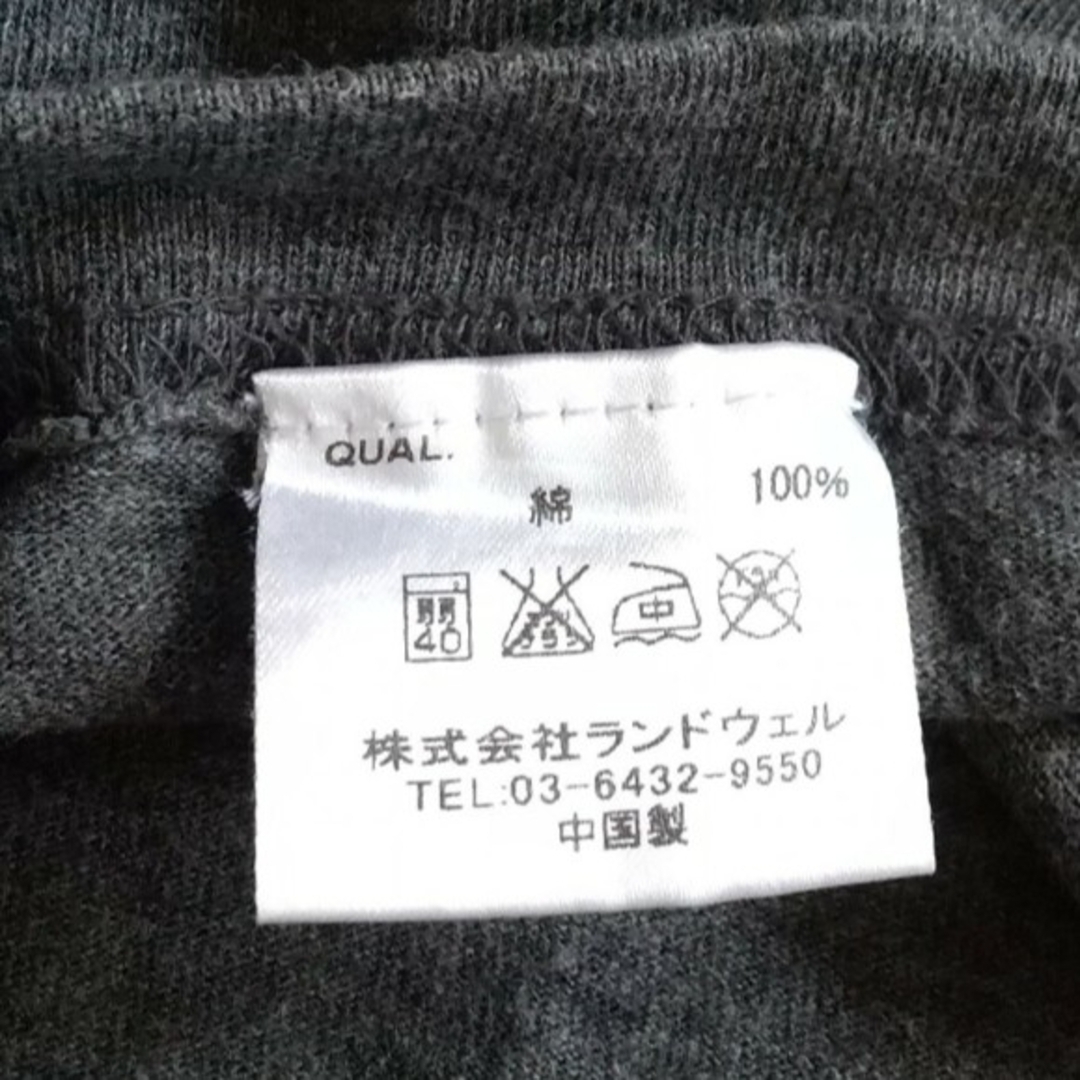 QUAL.
綿 100%
弱 40 中
株式会社ランドウェル
TEL:03-6432-9550
中国製